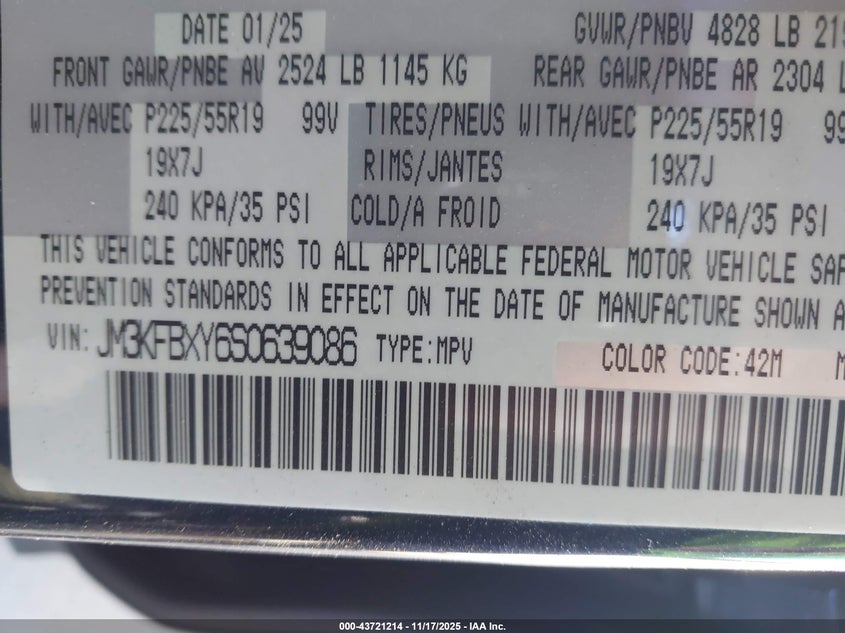 DATE 01/25 GVWR/PNBV 4828 LB
FRONT GAWR/PNBE AV 2524 LB 1145 KG REAR GAWR/PNBE AR 2304
WITH/AVEC P225/55R19 99V TIRES/PNEUS WITH/AVEC P225/55R19
19X7J RIMS/JANTES 19X7J
240 KPA/35 PSI COLD/A FROID 240 KPA/35 PSI
THIS VEHICLE CONFORMS TO ALL APPLICABLE FEDERAL MOTOR VEHICLE
PREVENTION STANDARDS IN EFFECT ON THE DATE OF MANUFACTURE SHOWN
VIN: JM3KFBXY6S0639086 TYPE:MPV COLOR CODE:42M
000-43721214 - 11/17/2025 - IAA Inc.